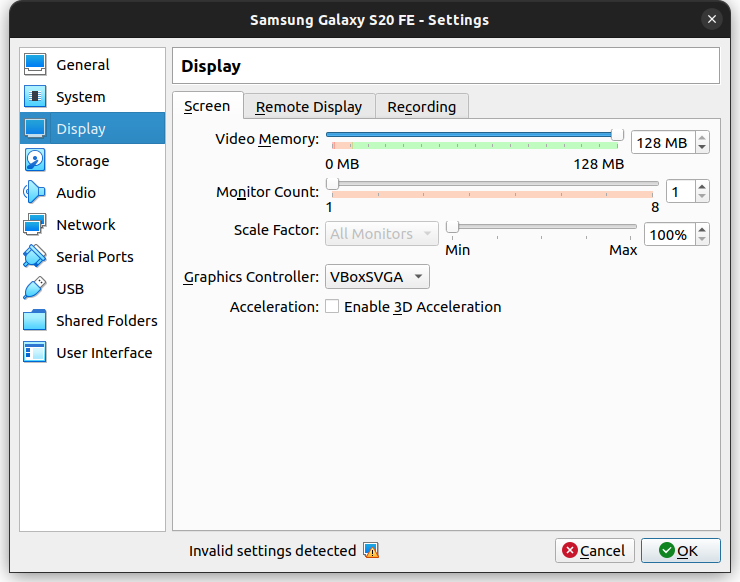 Samsung Galaxy S20 FE - Settings
General
System
Display
Storage
Audio
Network
Serial Ports
USB
Shared Folders
User Interface
Display
Screen
Remote Display
Recording
Video Memory:
128 MB
0 MB
128 MB
Monitor Count:
1
1
8
Scale Factor:
All Monitors
100%
Min
Max
Graphics Controller:
VBoxSVGA
Acceleration:
Enable 3D Acceleration
Invalid settings detected
Cancel
OK